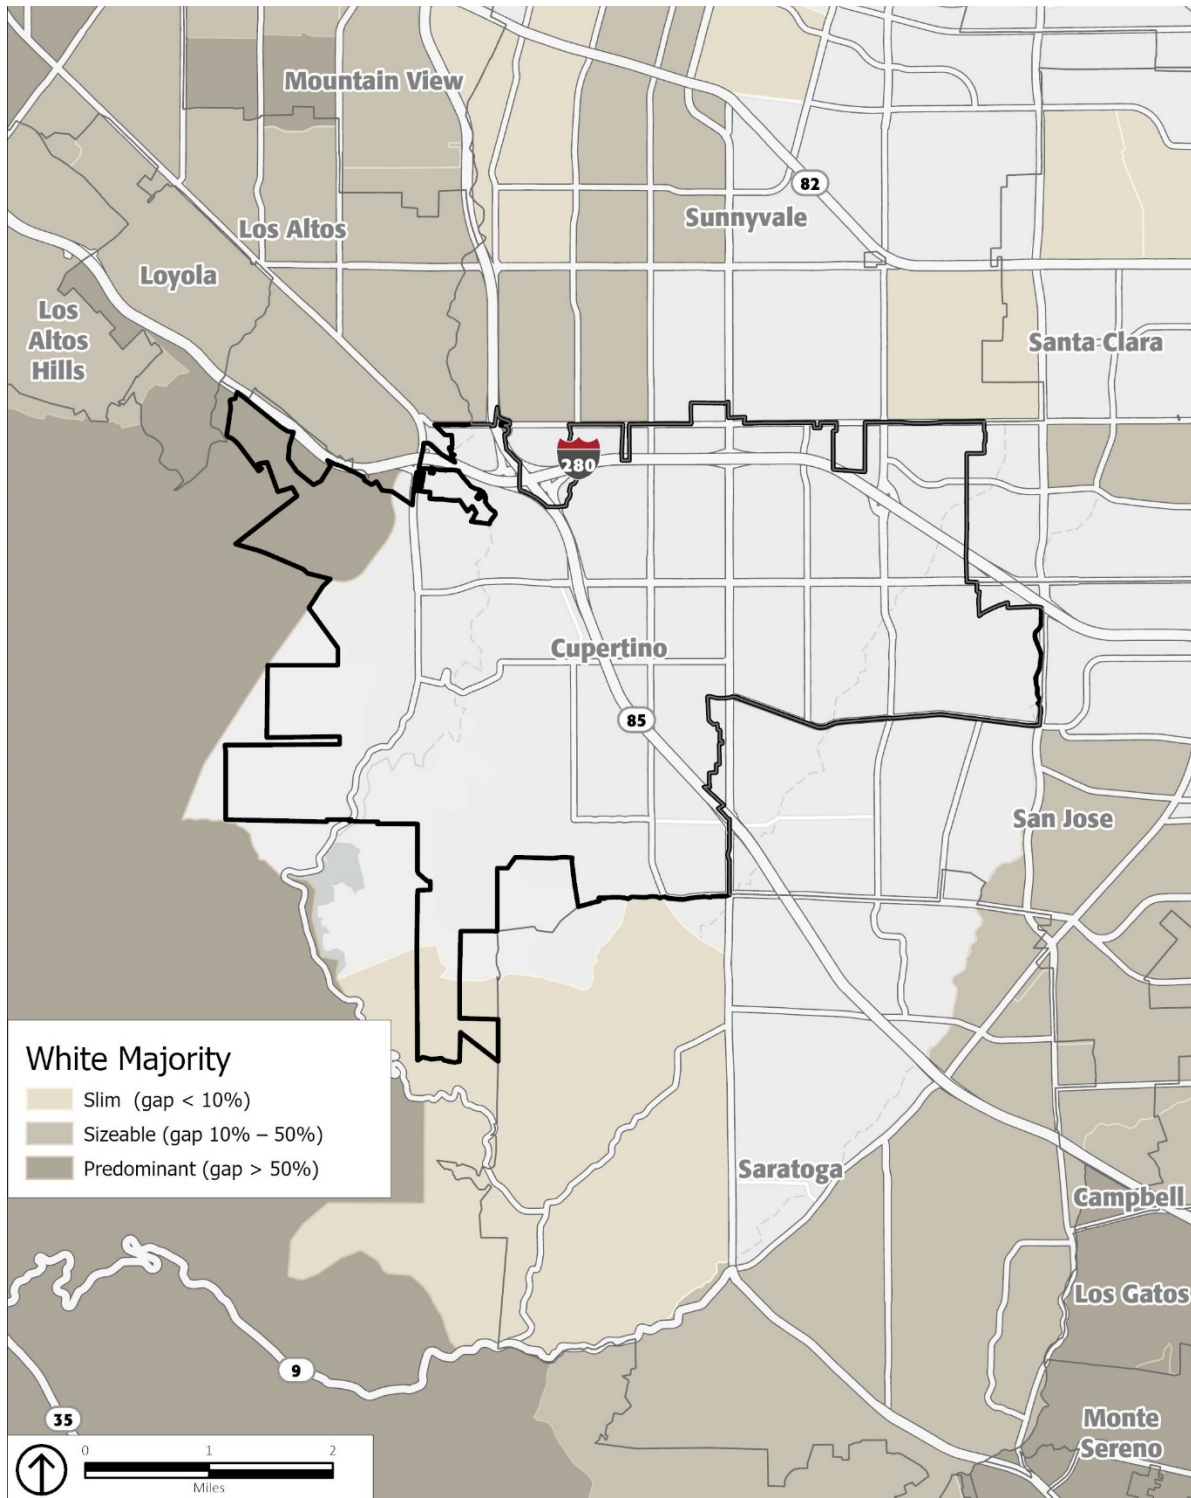 Mountain View
82
Sunnyvale
Los Altos
Loyola
Los
Altos
Hills
Santa Clara
280
Cupertino
85
San Jose
White Majority
Slim (gap < 10%)
Sizeable (gap 10% – 50%)
Predominant (gap > 50%)
Saratoga
Campbell
Los Gatos
9
35
Monte
Sereno
0 1 2
Miles